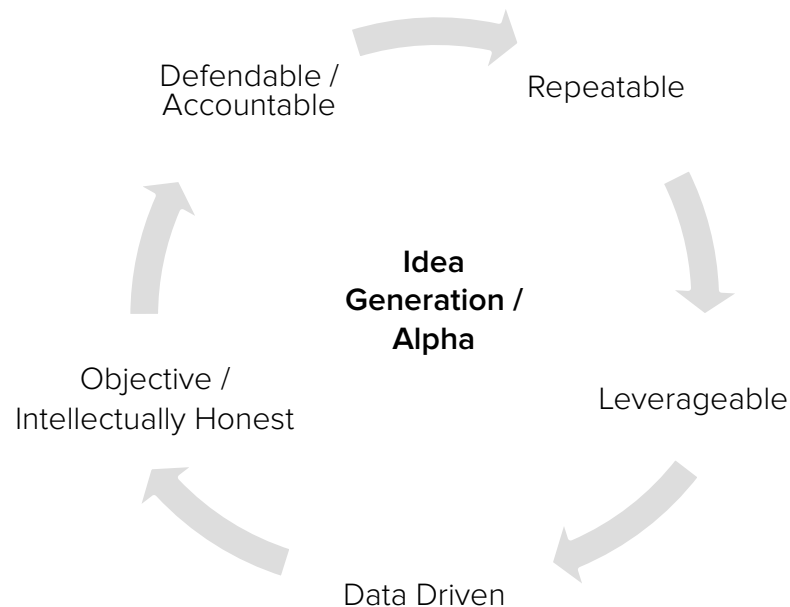 Defendable /
Accountable
Repeatable
Idea
Generation /
Alpha
Objective /
Intellectually Honest
Leverageable
Data Driven